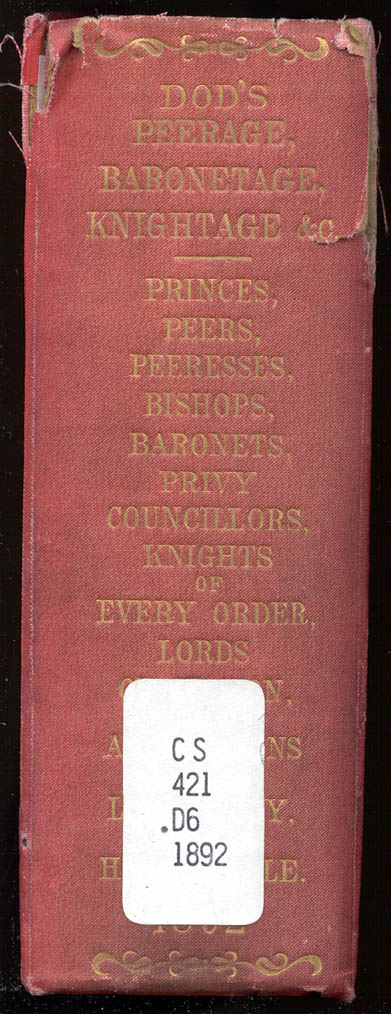 DOD'S
PEERAGE,
BARONETAGE,
KNIGHTAGE &c.
PRINCES,
PEERS,
PEERESSES,
BISHOPS,
BARONETS,
PRIVY
COUNCILLORS,
KNIGHTS
OF
EVERY ORDER,
LORDS
CS
421
.D6
1892